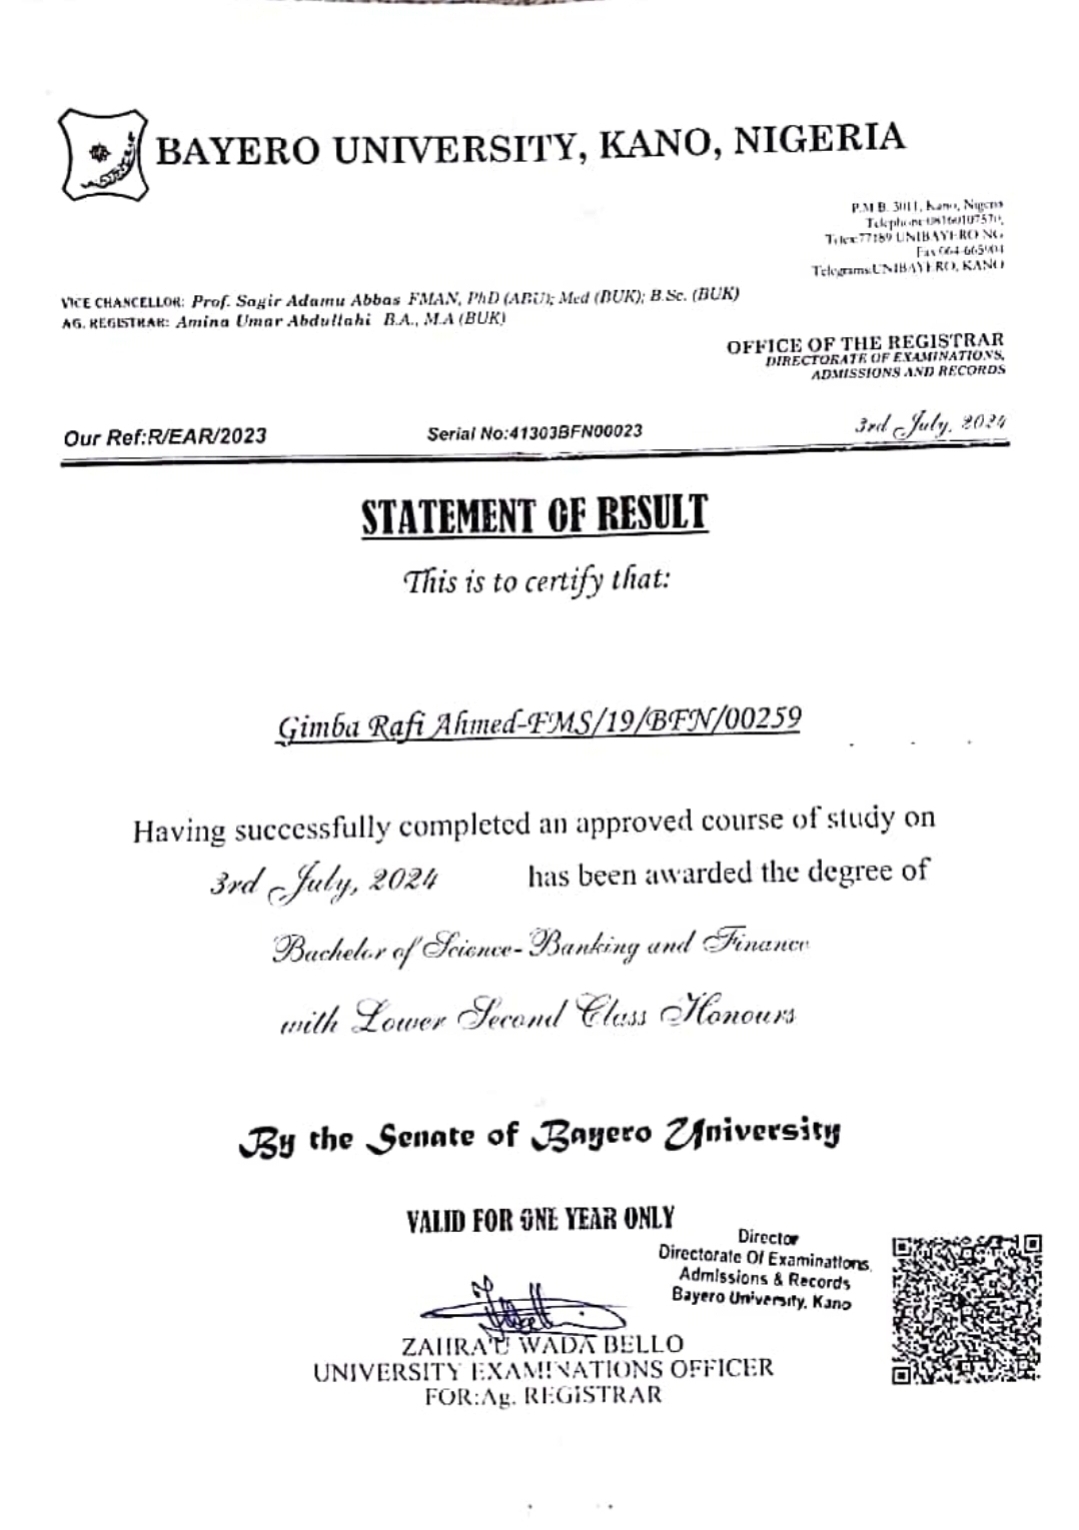 BAYERO UNIVERSITY, KANO, NIGERIA
P.M.B. 3011, Kano, Nigeria
Telephone:08160107570,
Telex:77189 UNIBAYERO NG
Fax 064-665904
Telegrams:UNIBAYERO, KANO
VICE CHANCELLOR: Prof. Sagir Adamu Abbas FMAN, PhD (ABU); Med (BUK); B.Sc. (BUK)
AG. REGISTRAR: Amina Umar Abdullahi B.A., M.A (BUK)
OFFICE OF THE REGISTRAR
DIRECTORATE OF EXAMINATIONS,
ADMISSIONS AND RECORDS
Our Ref:R/EAR/2023 Serial No:41303BFN00023 3rd July, 2024
STATEMENT OF RESULT
This is to certify that:
Gimba Rafi Ahmed-FMS/19/BFN/00259
Having successfully completed an approved course of study on
3rd July, 2024 has been awarded the degree of
Bachelor of Science-Banking and Finance
with Lower Second Class Honours
By the Senate of Bayero University
VALID FOR ONE YEAR ONLY
Director
Directorate Of Examinations,
Admissions & Records
Bayero University, Kano
ZAHRA'U WADA BELLO
UNIVERSITY EXAMINATIONS OFFICER
FOR:Ag. REGISTRAR